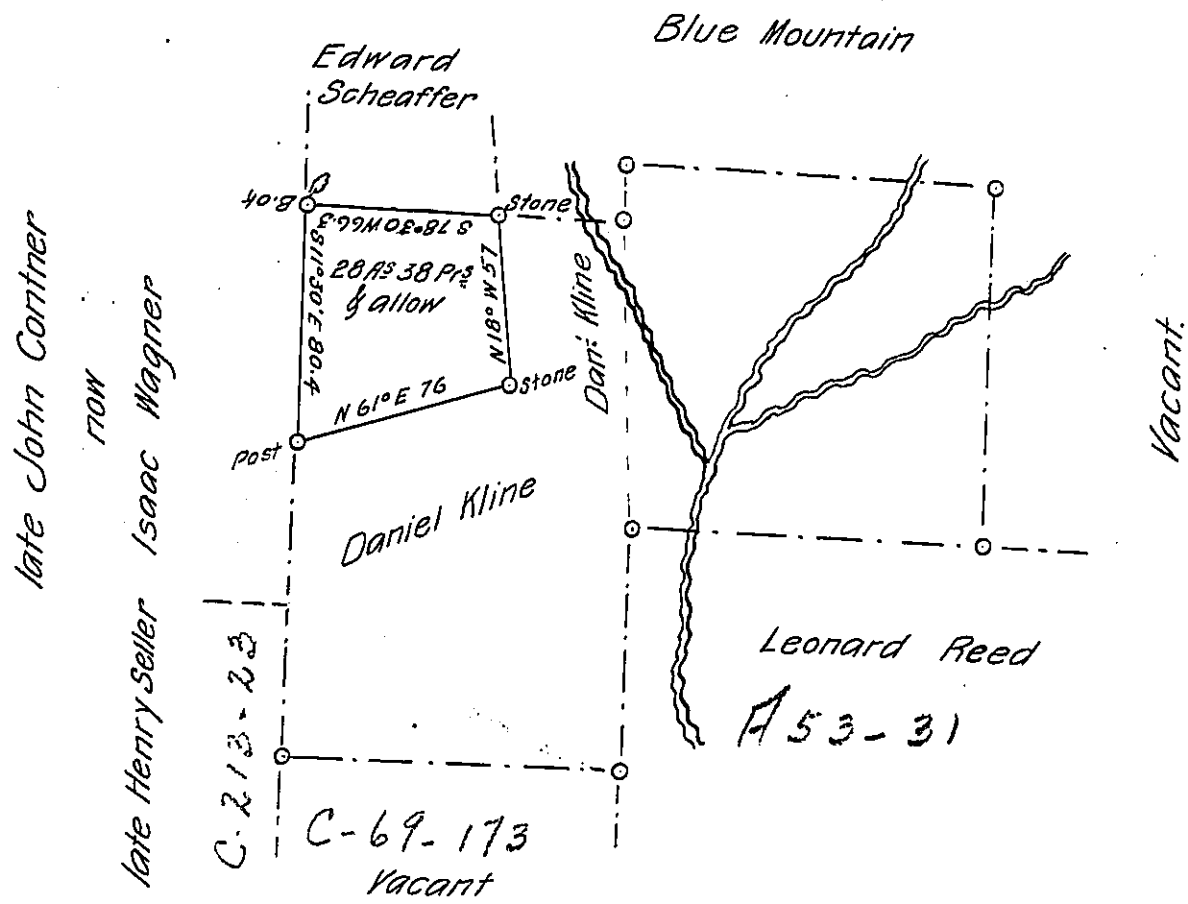 Blue Mountain
Edward
Scheaffer
B.Oak
Stone
S 78°30 W 66.3
S 11°30' E 80.4
28 As 38 Prs
& allow
N 18° W 57
N 61° E 76
Stone
Post
Danl Kline
Daniel Kline
late John Contner
now
Isaac Wagner
late Henry Seller
Vacant.
Leonard Reed
A 53-31
C-213-23
C-69-173
Vacant